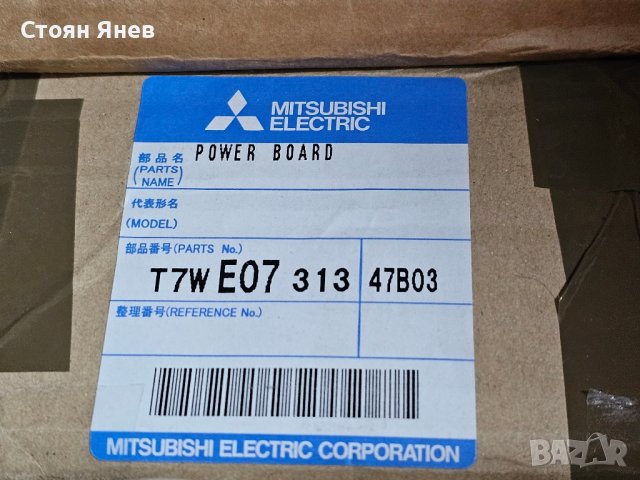 Стоян Янев
MITSUBISHI
ELECTRIC
部品名 POWER BOARD
(PARTS NAME)
代表形名
(MODEL)
部品番号(PARTS No.)
T7W E07 313 47B03
整理番号(REFERENCE No.)
MITSUBISHI ELECTRIC CORPORATION
BAZAR